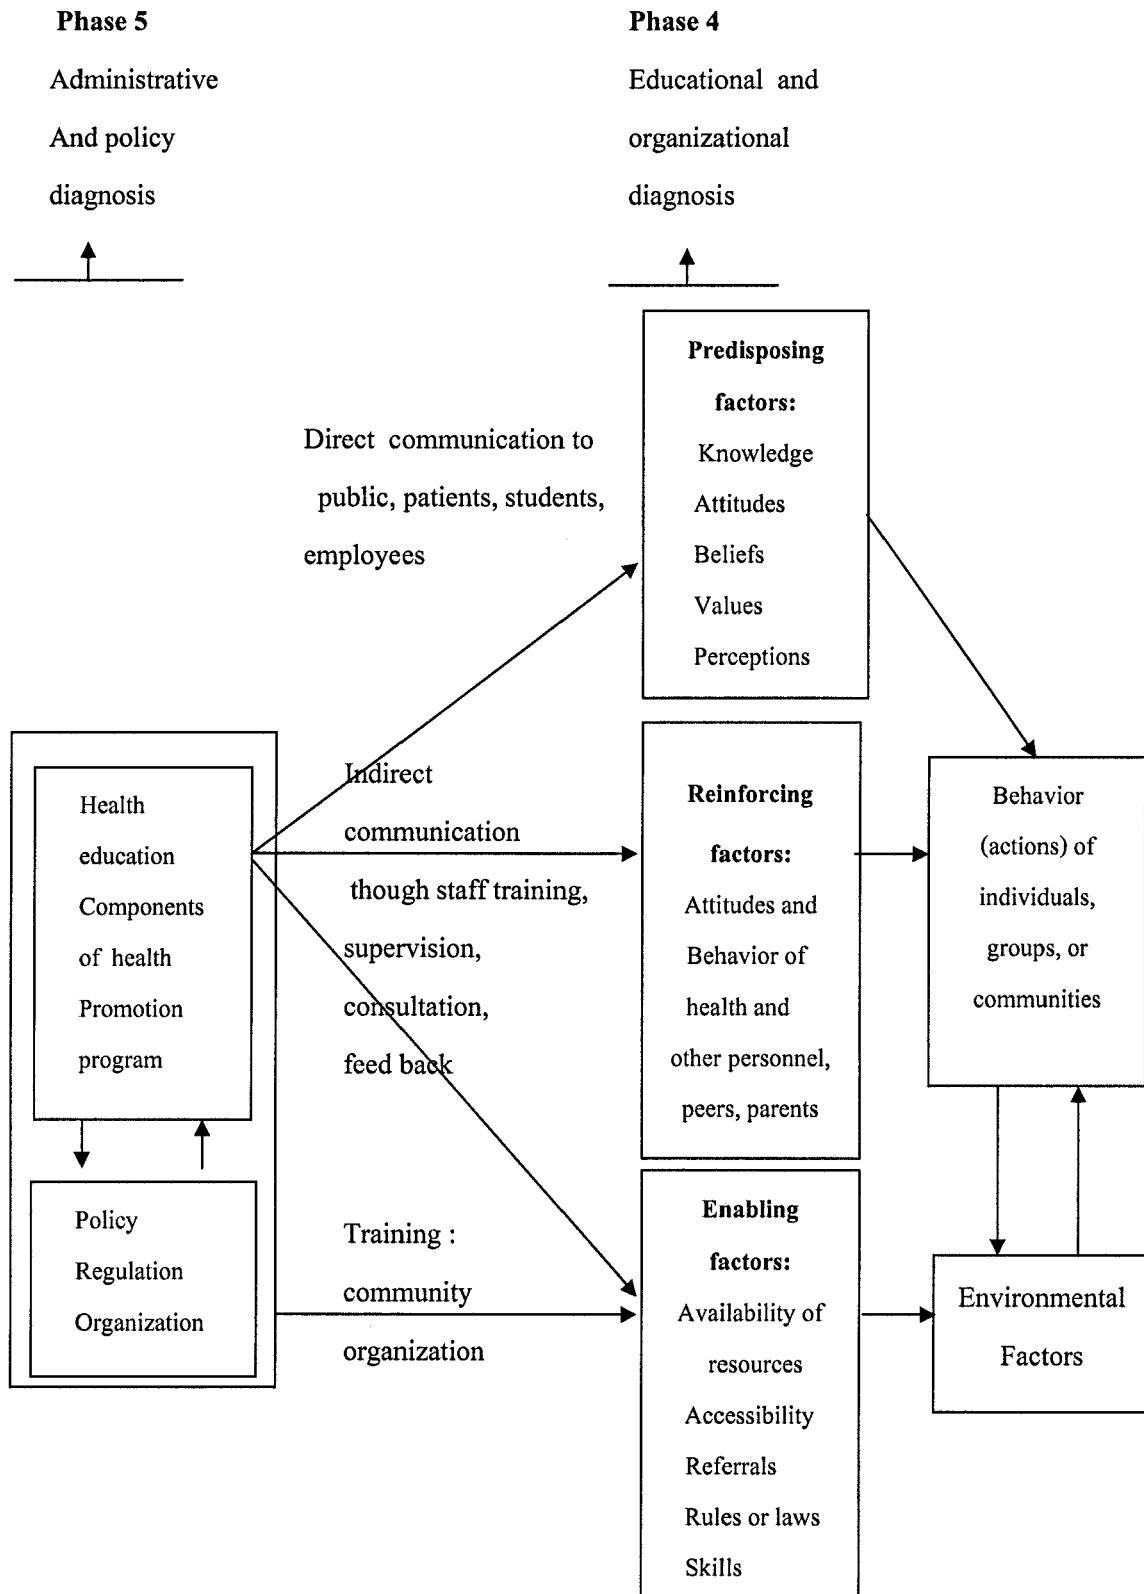 Phase 5
Administrative
And policy
diagnosis
Phase 4
Educational and
organizational
diagnosis
Direct communication to
public, patients, students,
employees
Predisposing
factors:
Knowledge
Attitudes
Beliefs
Values
Perceptions
Health
education
Components
of health
Promotion
program
Indirect
communication
though staff training,
supervision,
consultation,
feed back
Reinforcing
factors:
Attitudes and
Behavior of
health and
other personnel,
peers, parents
Behavior
(actions) of
individuals,
groups, or
communities
Policy
Regulation
Organization
Training :
community
organization
Enabling
factors:
Availability of
resources
Accessibility
Referrals
Rules or laws
Skills
Environmental
Factors